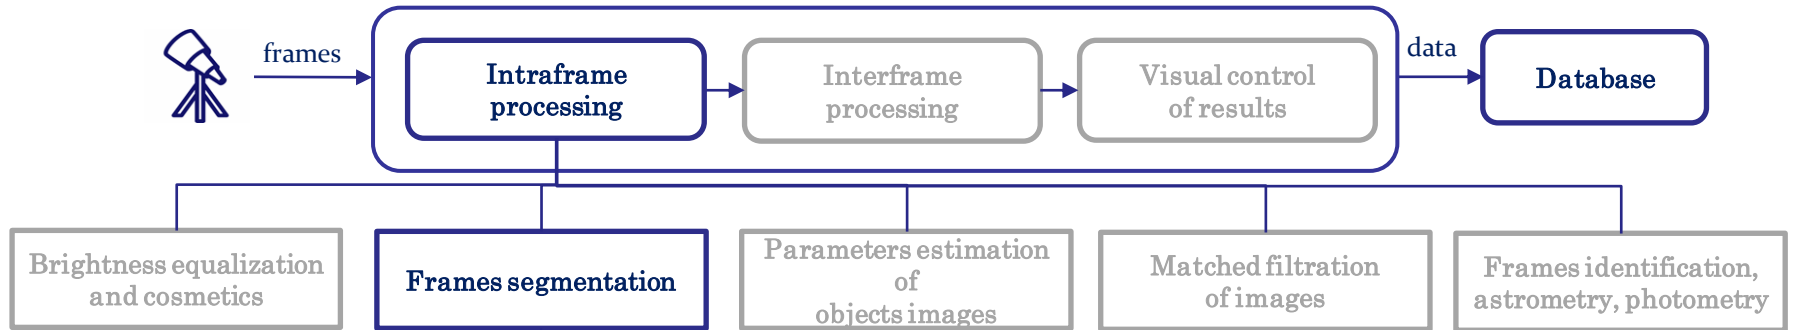 frames
Intraframe
processing
Interframe
processing
Visual control
of results
data
Database
Brightness equalization
and cosmetics
Frames segmentation
Parameters estimation
of
objects images
Matched filtration
of images
Frames identification,
astrometry, photometry